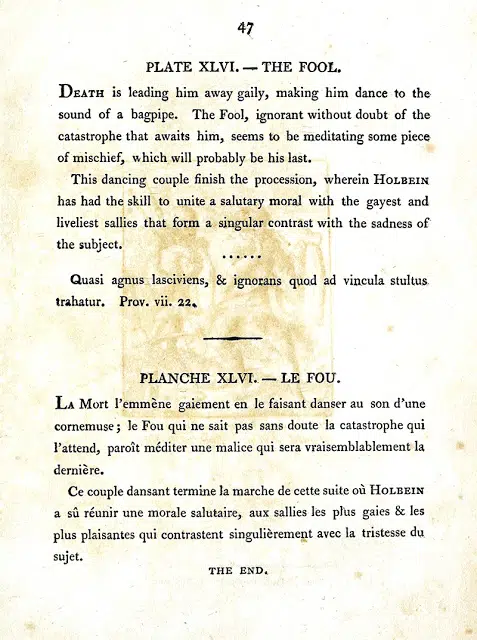 47
PLATE XLVI. — THE FOOL.
DEATH is leading him away gaily, making him dance to the
sound of a bagpipe. The Fool, ignorant without doubt of the
catastrophe that awaits him, seems to be meditating some piece
of mischief, which will probably be his last.
This dancing couple finish the procession, wherein HOLBEIN
has had the skill to unite a salutary moral with the gayest and
liveliest sallies that form a singular contrast with the sadness of
the subject.
......
Quasi agnus lasciviens, & ignorans quod ad vincula stultus
trahatur. Prov. vii. 22.
PLANCHE XLVI. — LE FOU.
LA Mort l'emmène gaiement en le faisant danser au son d'une
cornemuse; le Fou qui ne sait pas sans doute la catastrophe qui
l'attend, paroît méditer une malice qui sera vraisemblablement la
dernière.
Ce couple dansant termine la marche de cette suite où HOLBEIN
a sû réunir une morale salutaire, aux sallies les plus gaies & les
plus plaisantes qui contrastent singulièrement avec la tristesse du
sujet.
THE END.